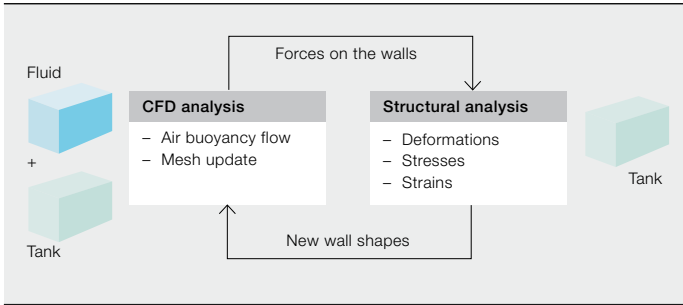 Forces on the walls
Fluid
+
Tank
CFD analysis
– Air buoyancy flow
– Mesh update
Structural analysis
– Deformations
– Stresses
– Strains
Tank
New wall shapes